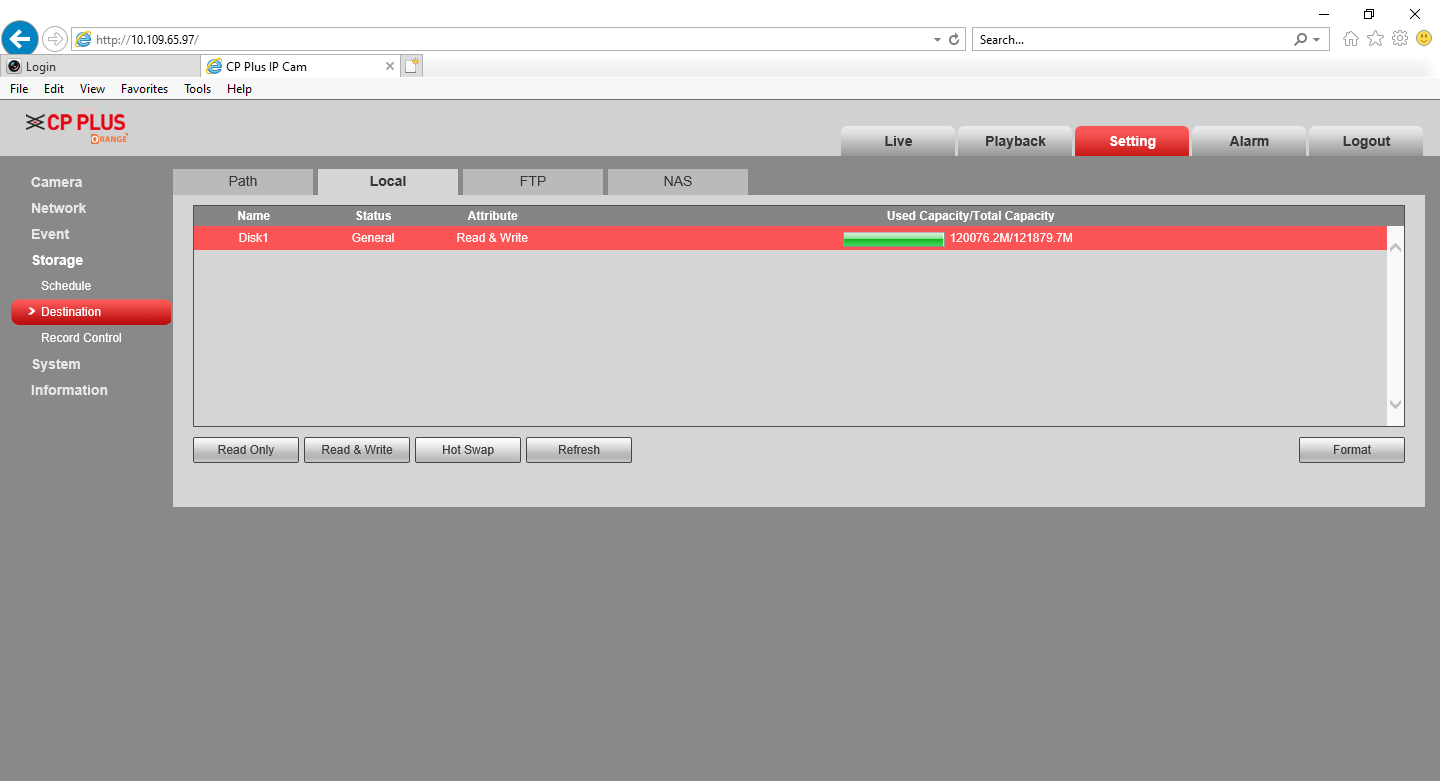 http://10.109.65.97/
Search...
Login
CP Plus IP Cam
File Edit View Favorites Tools Help
CP PLUS
ORANGE
Live Playback Setting Alarm Logout
Camera
Network
Event
Storage
Schedule
Destination
Record Control
System
Information
Path Local FTP NAS
Name Status Attribute Used Capacity/Total Capacity
Disk1 General Read & Write 120076.2M/121879.7M
Read Only Read & Write Hot Swap Refresh Format